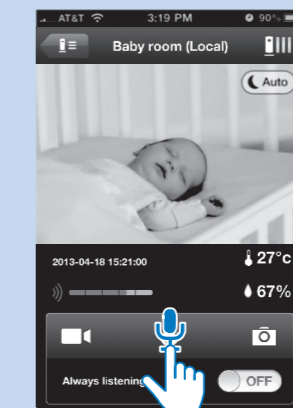 AT&T 3:19 PM 90%
Baby room (Local)
Auto
2013-04-18 15:21:00 27°c
67%
Always listening OFF